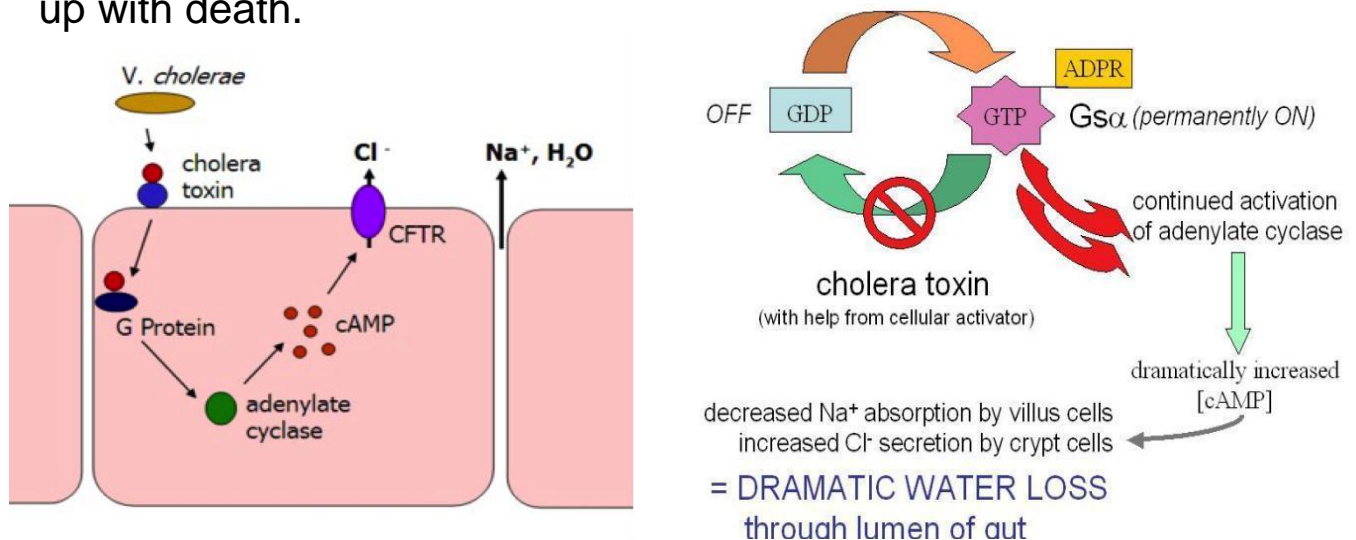 up with death.
V. cholerae
cholera
toxin
Cl -
Na⁺, H₂O
CFTR
G Protein
cAMP
adenylate
cyclase
ADPR
OFF
GDP
GTP
Gsα (permanently ON)
continued activation
of adenylate cyclase
cholera toxin
(with help from cellular activator)
dramatically increased
[cAMP]
decreased Na⁺ absorption by villus cells
increased Cl⁻ secretion by crypt cells
= DRAMATIC WATER LOSS
through lumen of gut